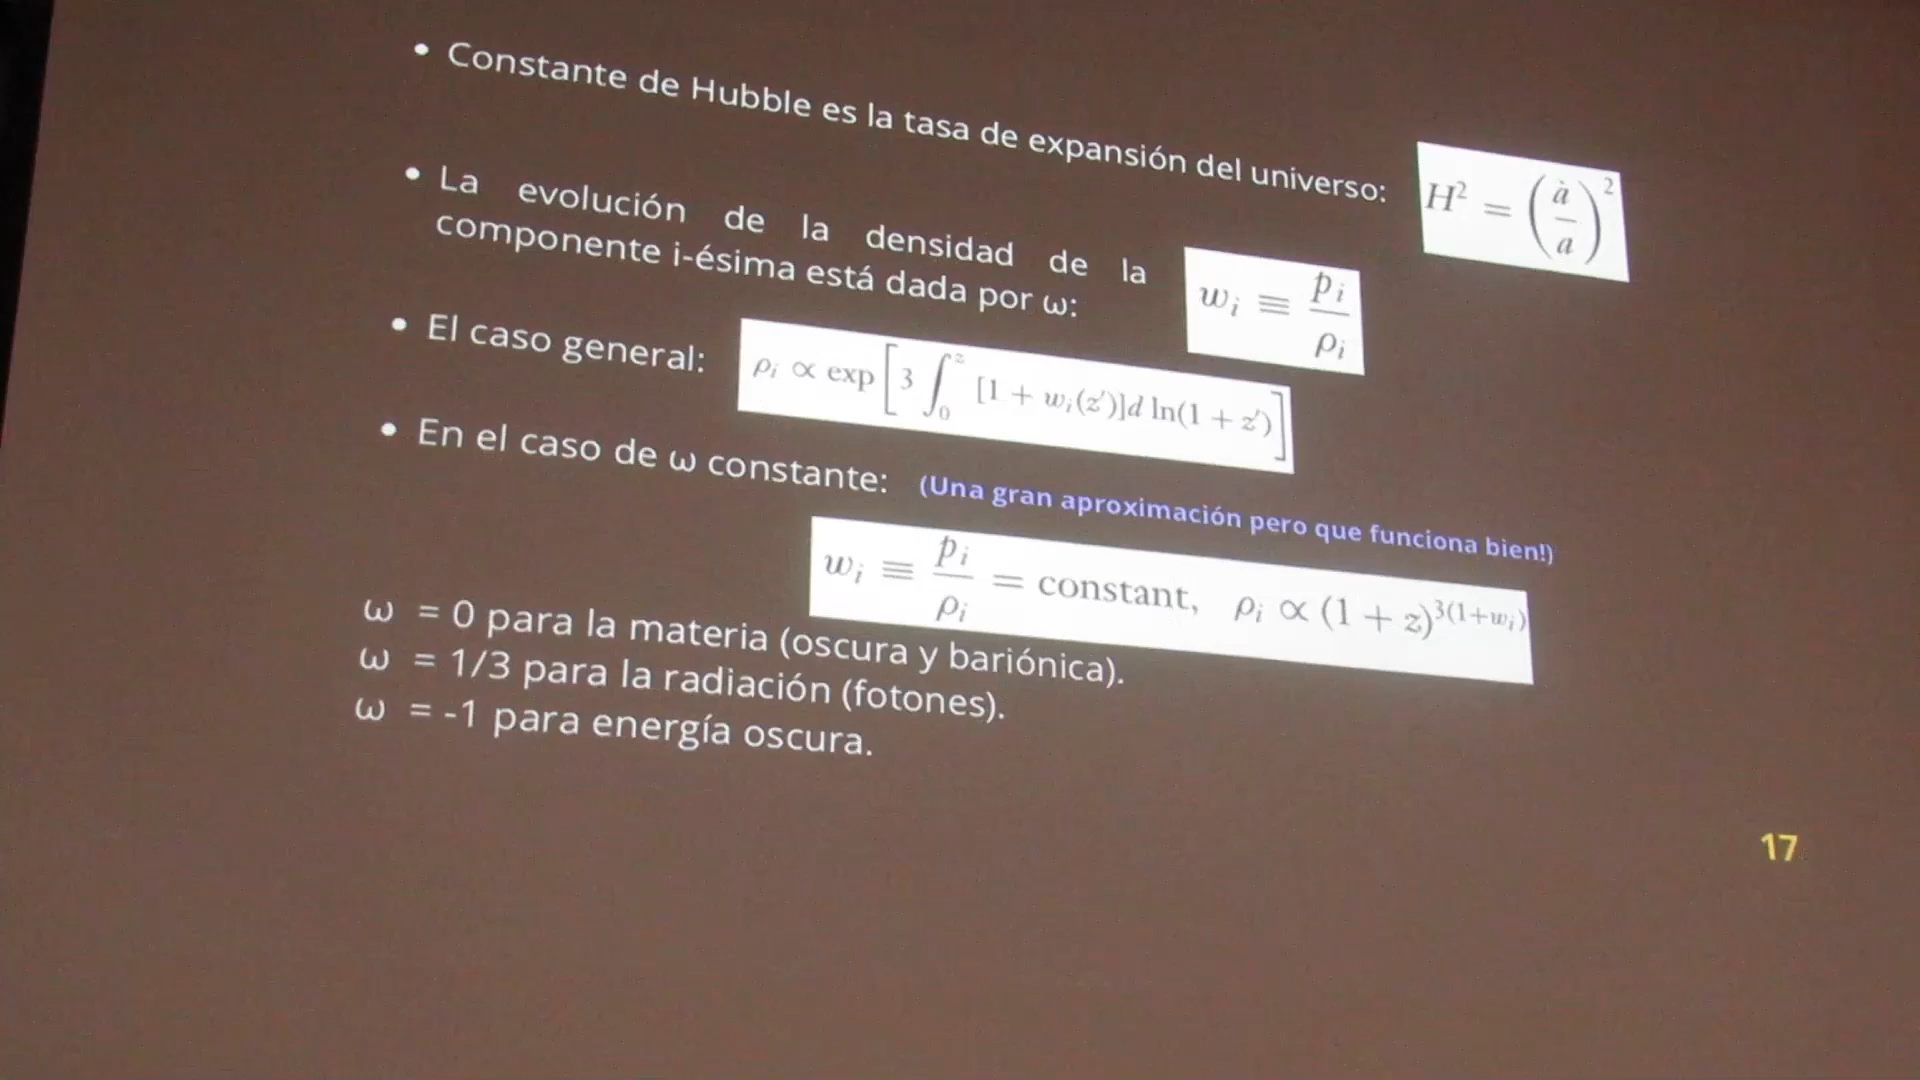 • Constante de Hubble es la tasa de expansión del universo: H² = (ȧ/a)²
• La evolución de la densidad de la
componente i-ésima está dada por ω: wᵢ ≡ pᵢ/ρᵢ
• El caso general: ρᵢ ∝ exp[3 ∫₀ᶻ [1 + wᵢ(z′)]d ln(1 + z′)]
• En el caso de ω constante: (Una gran aproximación pero que funciona bien!)
wᵢ ≡ pᵢ/ρᵢ = constant, ρᵢ ∝ (1 + z)^3(1+wᵢ)
ω = 0 para la materia (oscura y bariónica).
ω = 1/3 para la radiación (fotones).
ω = -1 para energía oscura.
17